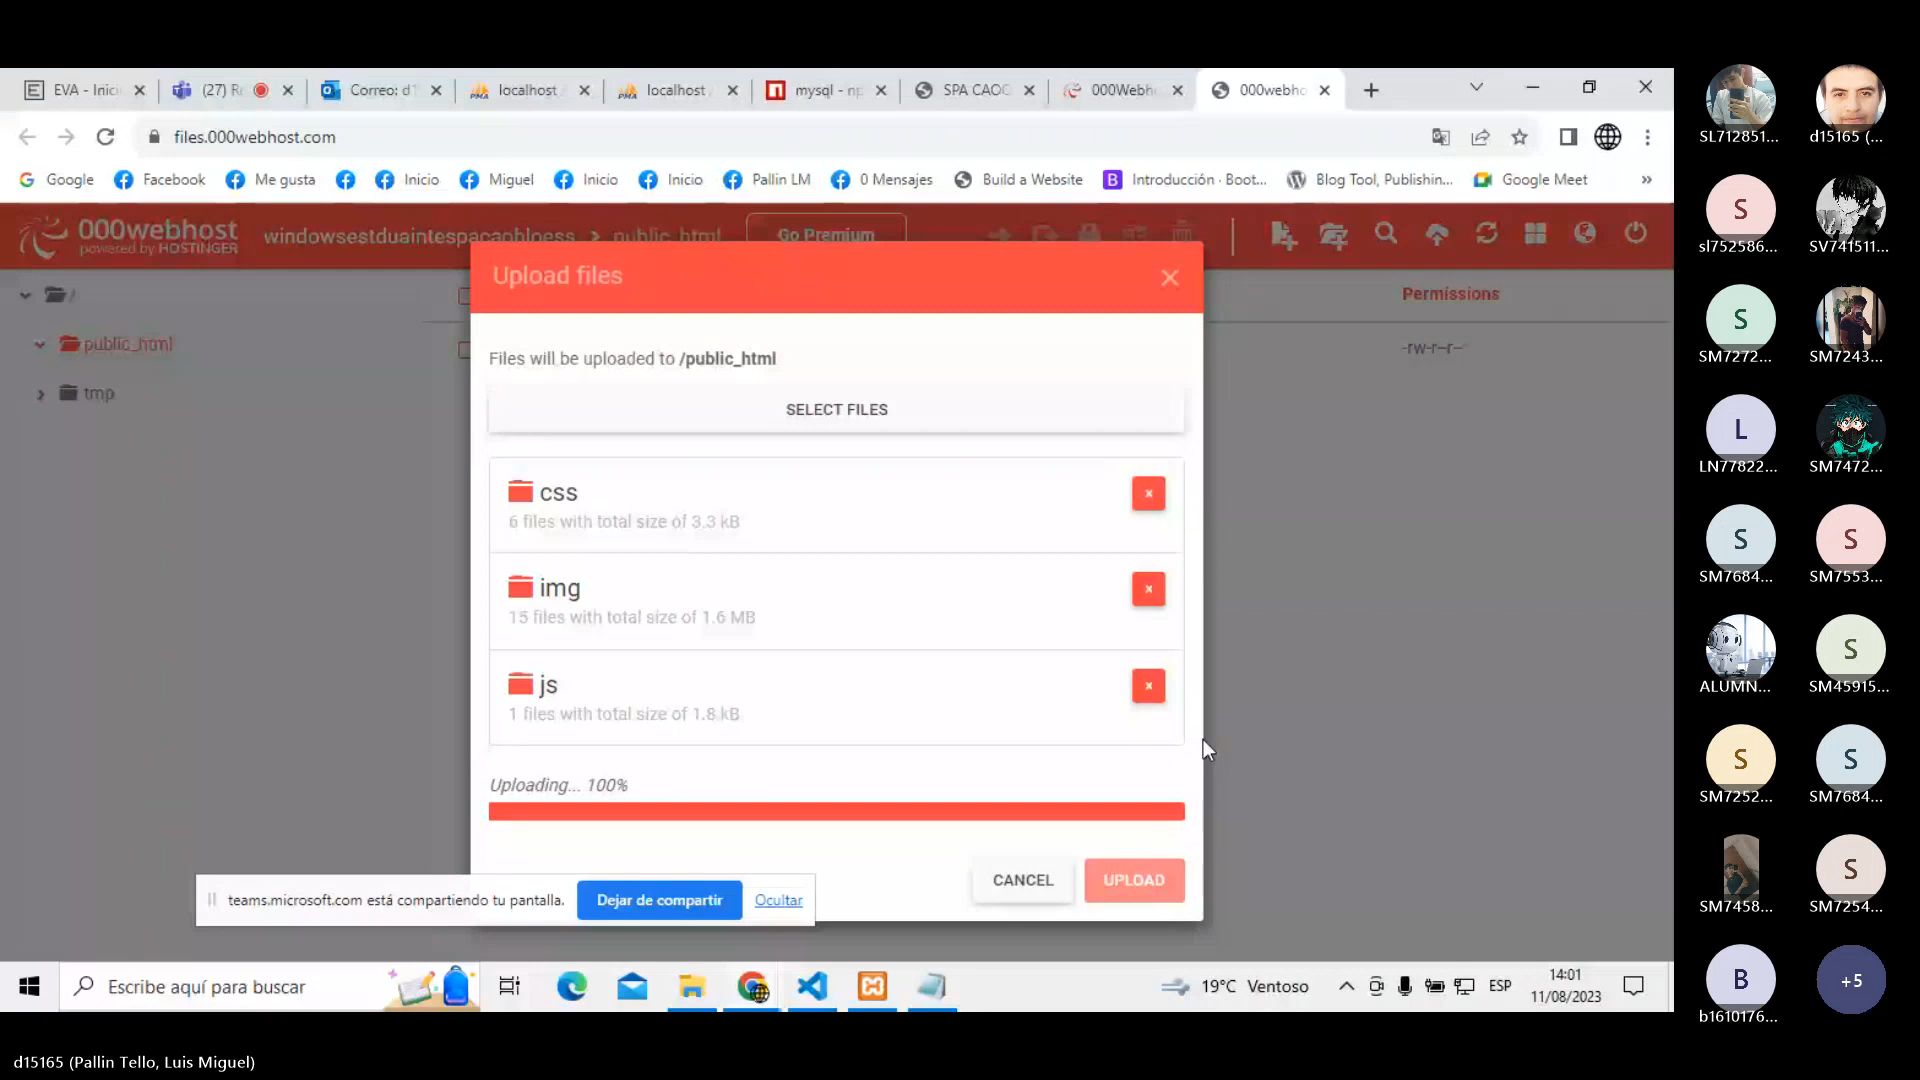 EVA - Inici
(27) R
Correo: d1
localhost
localhost
mysql - np
SPA CAOO
000Webh
000webho
files.000webhost.com
Google
Facebook
Me gusta
Inicio
Miguel
Inicio
Inicio
Pallin LM
0 Mensajes
Build a Website
Introducción · Boot...
Blog Tool, Publishin...
Google Meet
»
000webhost
powered by HOSTINGER
windowsestduaintespacaobloess > public_html
Go Premium
Upload files
/
public_html
tmp
Permissions
-rw-r--r--
Files will be uploaded to /public_html
SELECT FILES
css
6 files with total size of 3.3 kB
img
15 files with total size of 1.6 MB
js
1 files with total size of 1.8 kB
Uploading... 100%
CANCEL
UPLOAD
teams.microsoft.com está compartiendo tu pantalla.
Dejar de compartir
Ocultar
Escribe aquí para buscar
19°C Ventoso
ESP
14:01
11/08/2023
SL712851...
d15165 (...
S
sl752586...
SV741511...
S
SM7272...
SM7243...
L
LN77822...
SM7472...
S
SM7684...
S
SM7553...
ALUMN...
S
SM45915...
S
SM7252...
S
SM7684...
SM7458...
S
SM7254...
B
b1610176...
+5
d15165 (Pallin Tello, Luis Miguel)